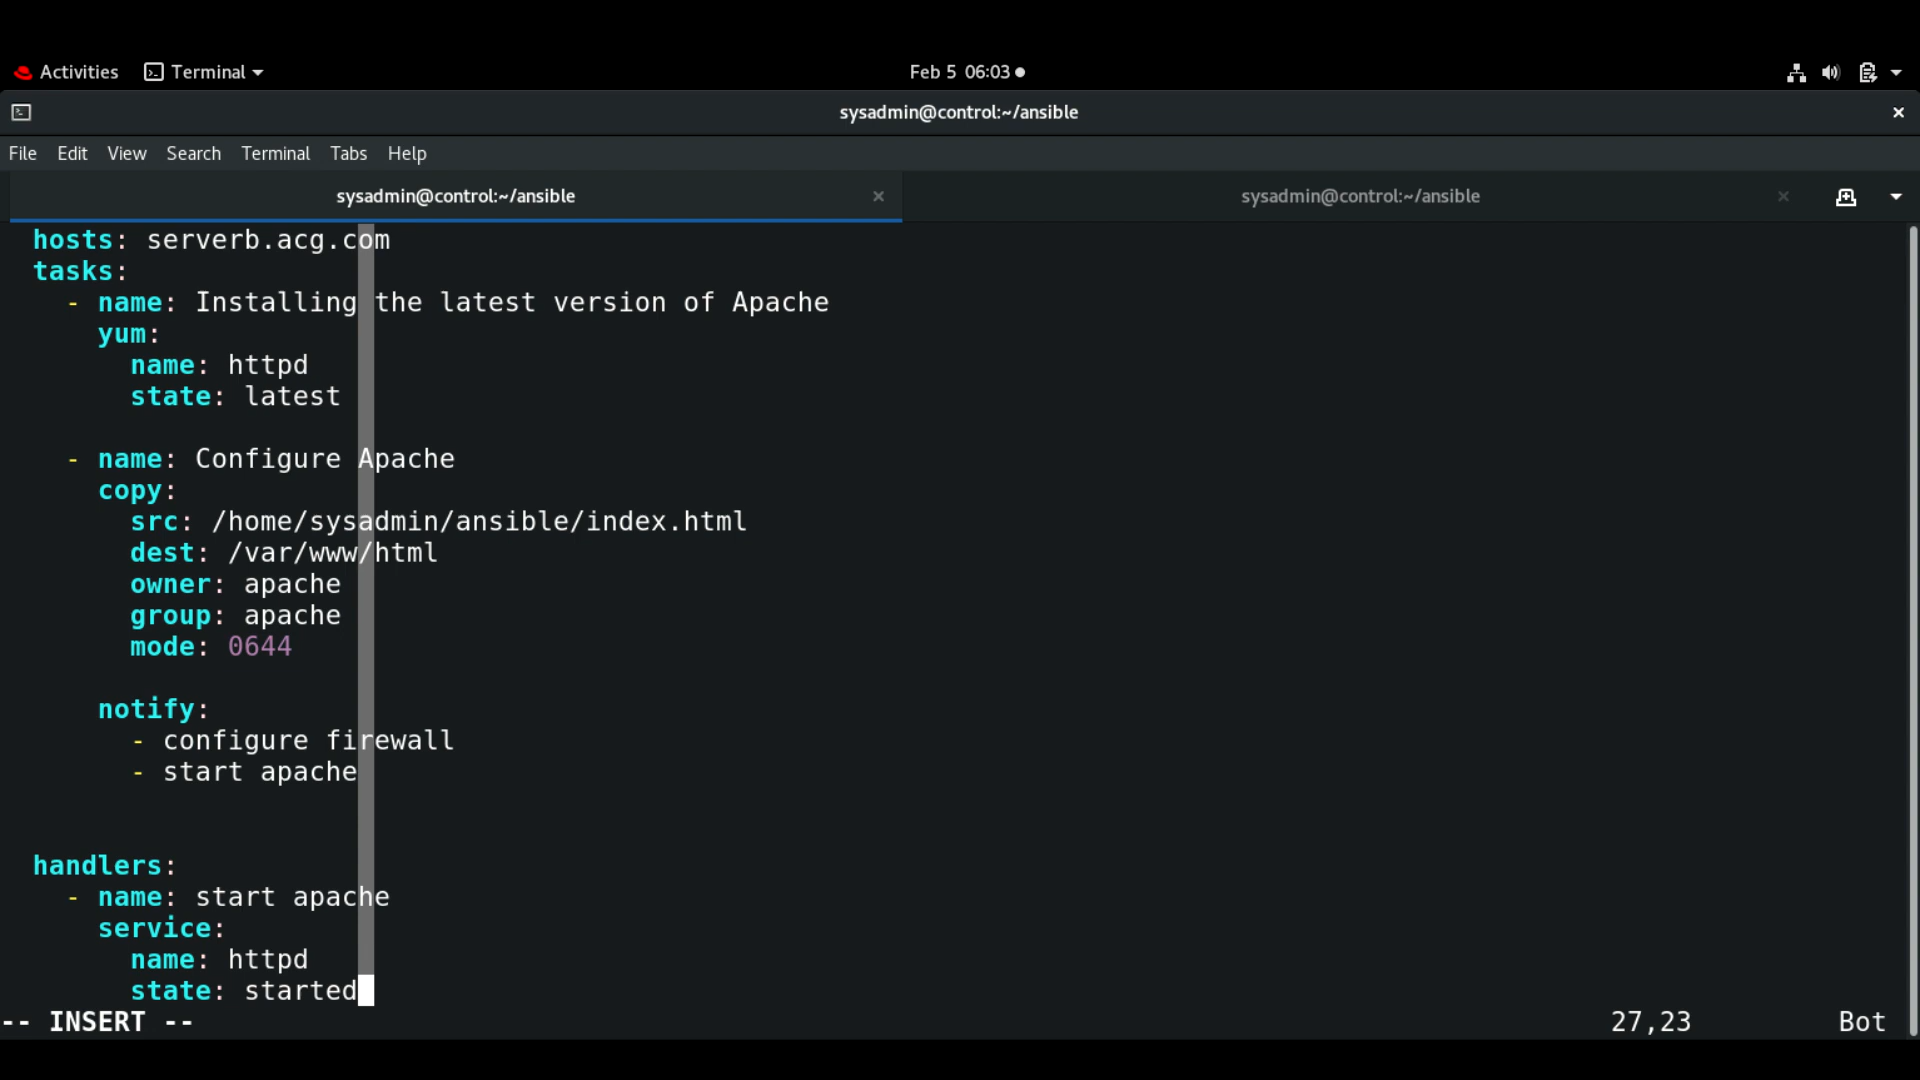 Activities Terminal Feb 5 06:03
sysadmin@control:~/ansible
File Edit View Search Terminal Tabs Help
sysadmin@control:~/ansible sysadmin@control:~/ansible
hosts: serverb.acg.com
tasks:
- name: Installing the latest version of Apache
yum:
name: httpd
state: latest
- name: Configure Apache
copy:
src: /home/sysadmin/ansible/index.html
dest: /var/www/html
owner: apache
group: apache
mode: 0644
notify:
- configure firewall
- start apache
handlers:
- name: start apache
service:
name: httpd
state: started
-- INSERT -- 27,23 Bot